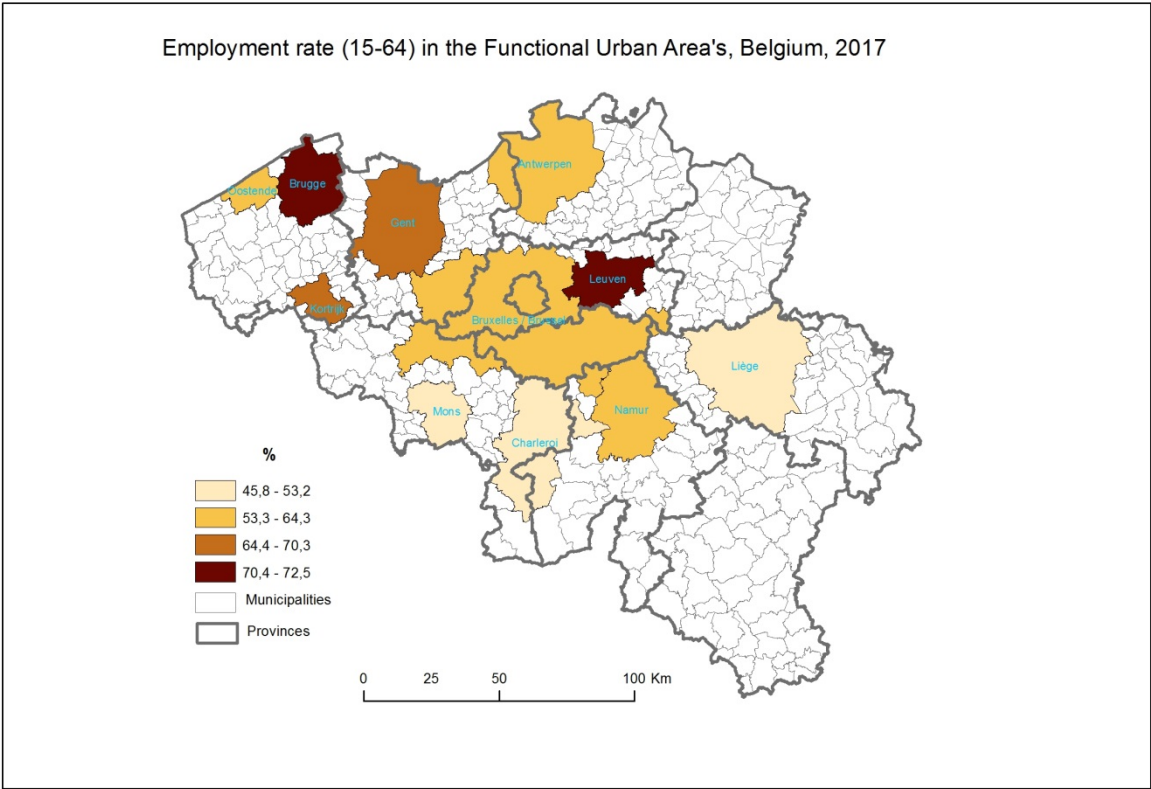 Employment rate (15-64) in the Functional Urban Area's, Belgium, 2017
Antwerpen
Oostende
Brugge
Gent
Leuven
Kortrijk
Bruxelles / Brussel
Liège
Mons
Namur
Charleroi
%
45,8 - 53,2
53,3 - 64,3
64,4 - 70,3
70,4 - 72,5
Municipalities
Provinces
0 25 50 100 Km